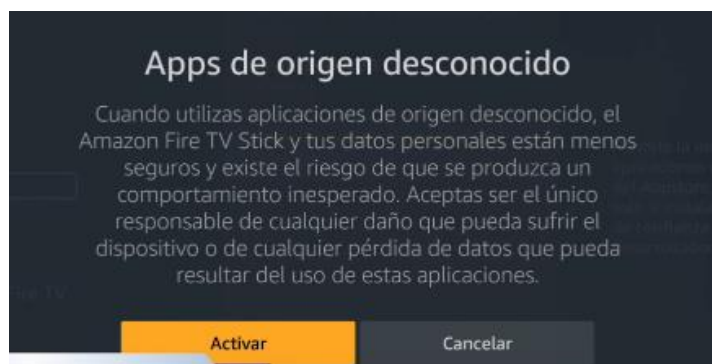 Apps de origen desconocido
Cuando utilizas aplicaciones de origen desconocido, el
Amazon Fire TV Stick y tus datos personales están menos
seguros y existe el riesgo de que se produzca un
comportamiento inesperado. Aceptas ser el único
responsable de cualquier daño que pueda sufrir el
dispositivo o de cualquier pérdida de datos que pueda
resultar del uso de estas aplicaciones.
Fire TV
Activar
Cancelar